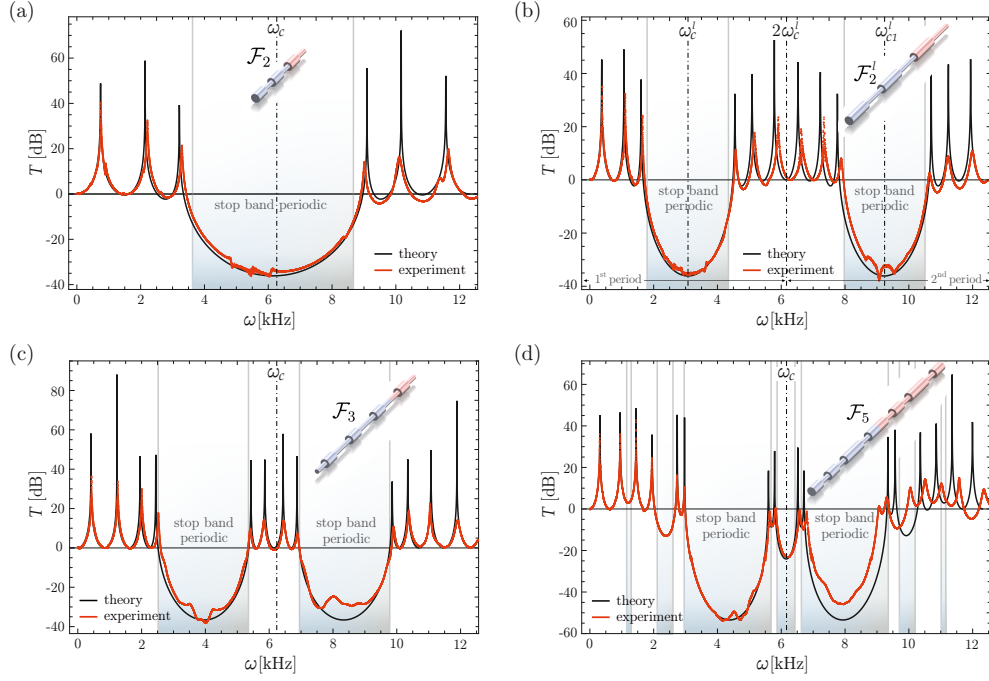 (a)
ω_c
F_2
T [dB]
60
40
20
0
-20
-40
stop band periodic
theory
experiment
0 2 4 6 8 10 12
ω[kHz]
(b)
ω_c^l
2ω_c^l
ω_{c1}^l
F_2^l
T [dB]
60
40
20
0
-20
-40
stop band
periodic
stop band
periodic
theory
experiment
1st period
2nd period
0 2 4 6 8 10 12
ω[kHz]
(c)
ω_c
F_3
T [dB]
80
60
40
20
0
-20
-40
stop band
periodic
stop band
periodic
theory
experiment
0 2 4 6 8 10 12
ω[kHz]
(d)
ω_c
F_5
T [dB]
60
40
20
0
-20
-40
-60
stop band
periodic
stop band
periodic
theory
experiment
0 2 4 6 8 10 12
ω[kHz]